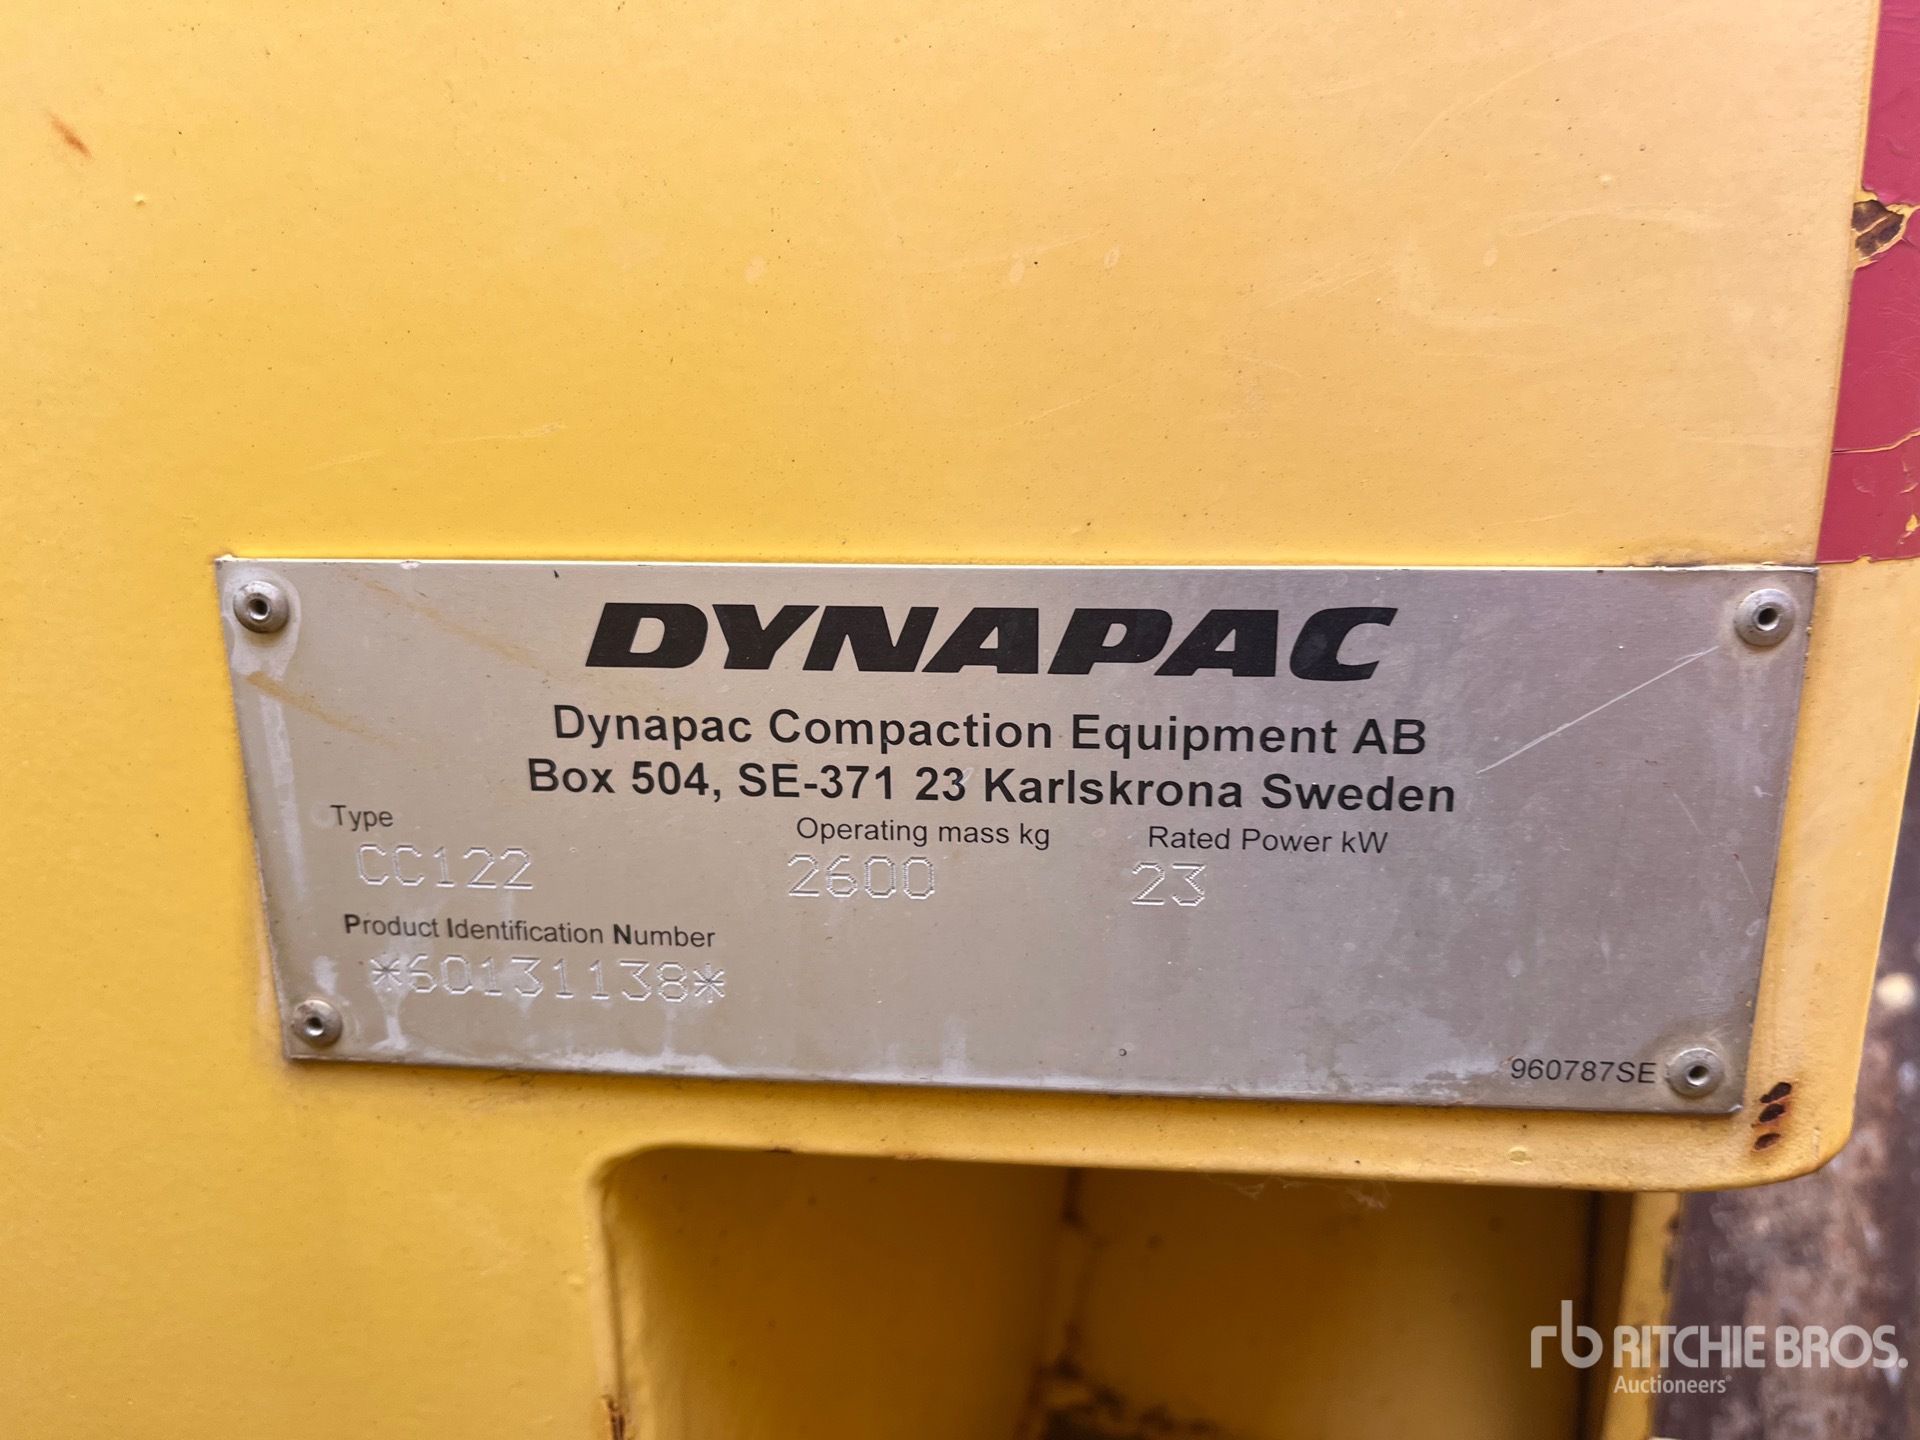 DYNAPAC
Dynapac Compaction Equipment AB
Box 504, SE-371 23 Karlskrona Sweden
Type Operating mass kg Rated Power kW
CC122 2600 23
Product Identification Number
*60131138*
960787SE
rb RITCHIE BROS.
Auctioneers